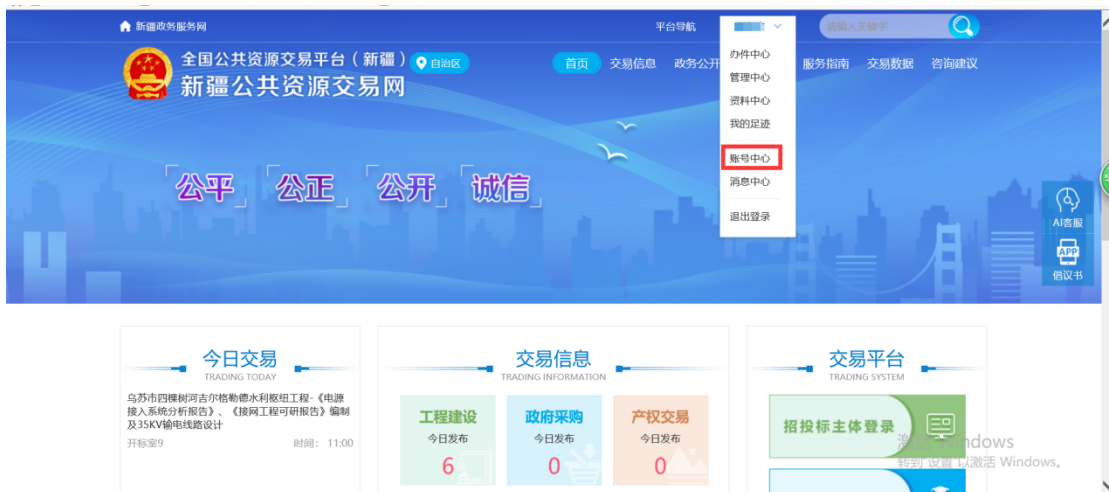 新疆政务服务网
平台导航
请输入关键字
全国公共资源交易平台（新疆）
自治区
新疆公共资源交易网
首页 交易信息 政务公开 服务指南 交易数据 咨询建议
办件中心
管理中心
资料中心
我的足迹
账号中心
消息中心
退出登录
「公平」「公正」「公开」「诚信」
AI客服
APP
倡议书
今日交易
TRADING TODAY
乌苏市四棵树河吉尔格勒德水利枢纽工程-《电源
接入系统分析报告》、《接网工程可研报告》编制
及35KV输电线路设计
开标室9 时间： 11:00
交易信息
TRADING INFORMATION
工程建设
今日发布
6
政府采购
今日发布
0
产权交易
今日发布
0
交易平台
TRADING SYSTEM
招投标主体登录
激活 Windows
转到"设置"以激活 Windows。